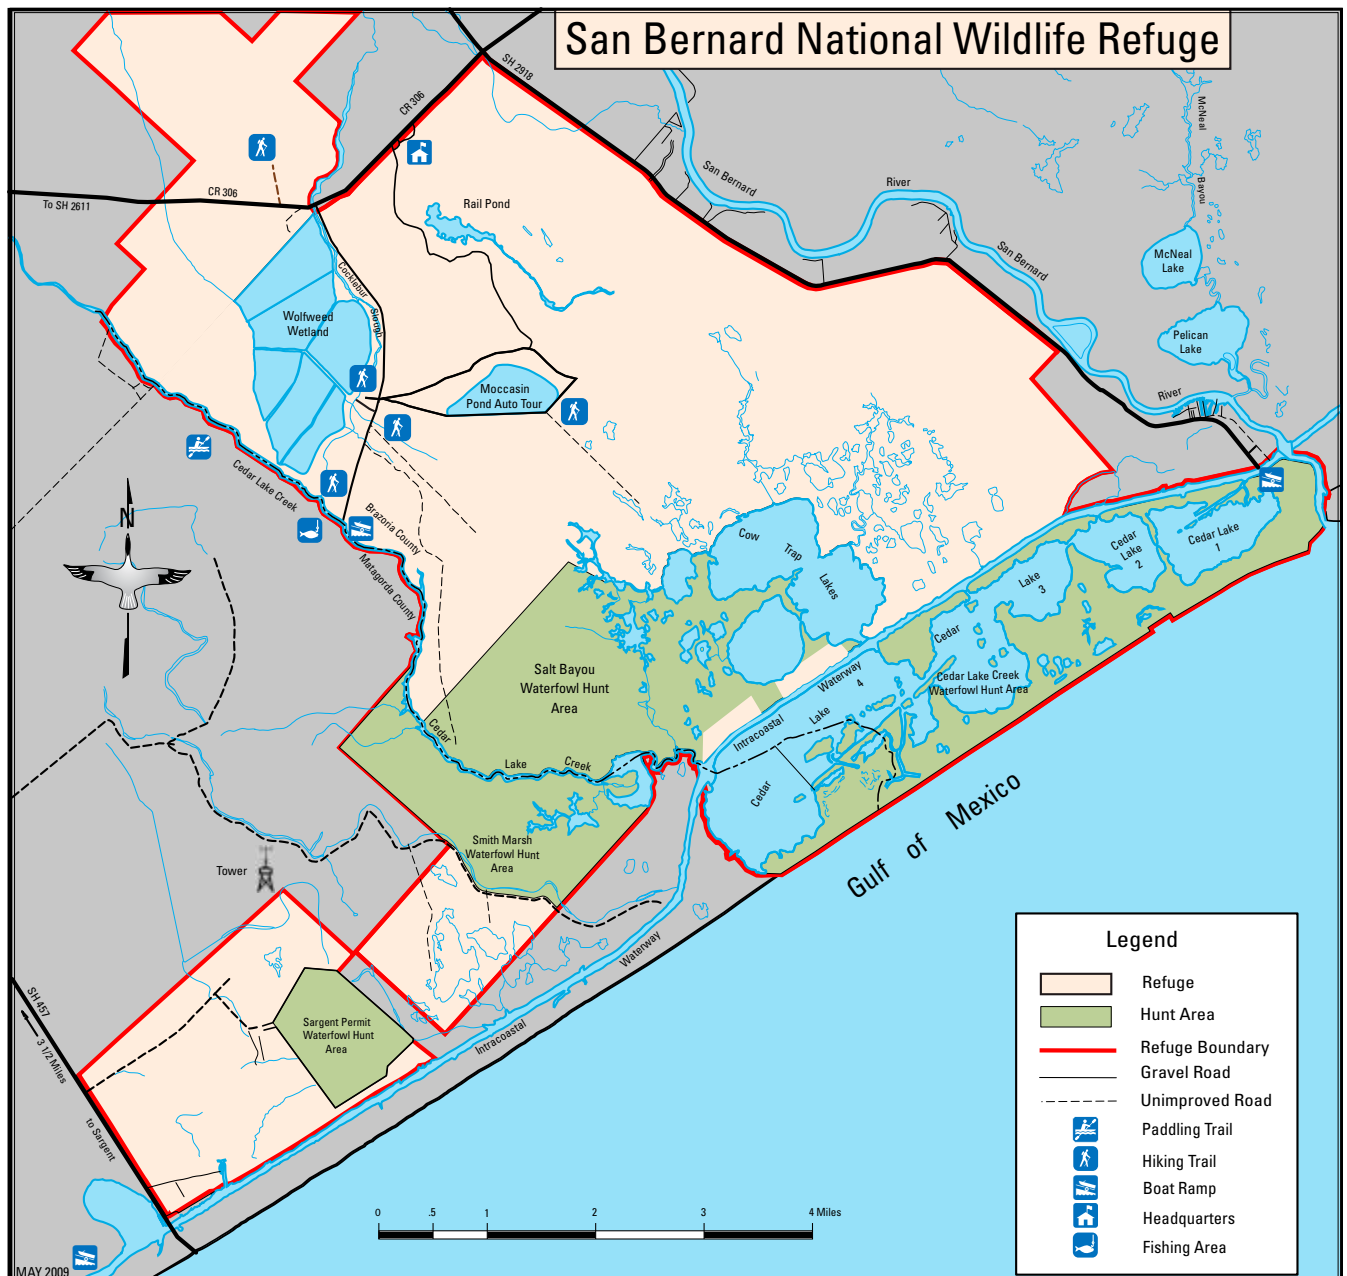 San Bernard National Wildlife Refuge
SH 2918
CR 306
McNeal
Bayou
San Bernard
River
CR 306
To SH 2611
Rail Pond
San Bernard
McNeal
Lake
Cocklebur
Slough
Wolfweed
Wetland
Pelican
Lake
Moccasin
Pond Auto Tour
River
Cedar Lake Creek
N
Brazoria County
Matagorda County
Cow
Trap
Lakes
Cedar
Lake
2
Cedar Lake
1
Lake
3
Cedar
Salt Bayou
Waterfowl Hunt
Area
Waterway
4
Cedar Lake Creek
Waterfowl Hunt Area
Cedar
Lake
Creek
Intracoastal
Lake
Cedar
Gulf of Mexico
Smith Marsh
Waterfowl Hunt
Area
Tower
Waterway
Intracoastal
SH 457
3 1/2 Miles
to Sargent
Sargent Permit
Waterfowl Hunt
Area
Legend
Refuge
Hunt Area
Refuge Boundary
Gravel Road
Unimproved Road
Paddling Trail
Hiking Trail
Boat Ramp
Headquarters
Fishing Area
0 .5 1 2 3 4 Miles
MAY 2009